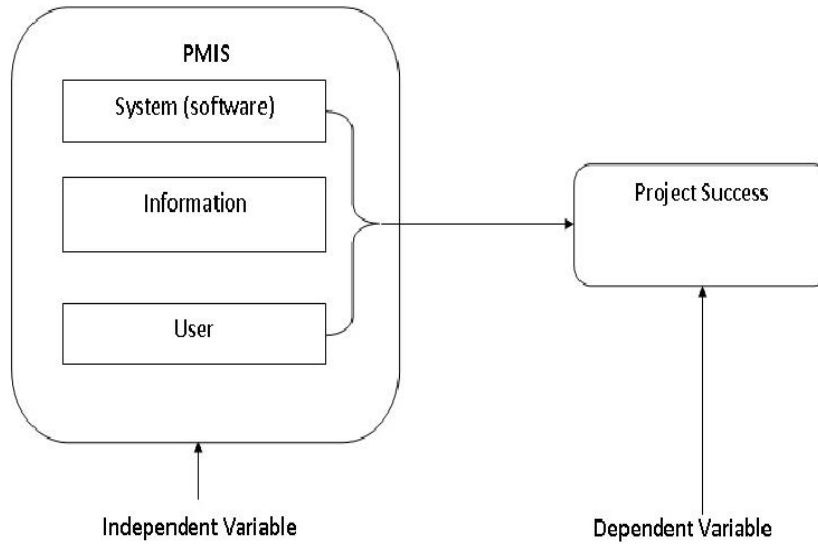 PMIS
System (software)
Information
Project Success
User
Independent Variable
Dependent Variable